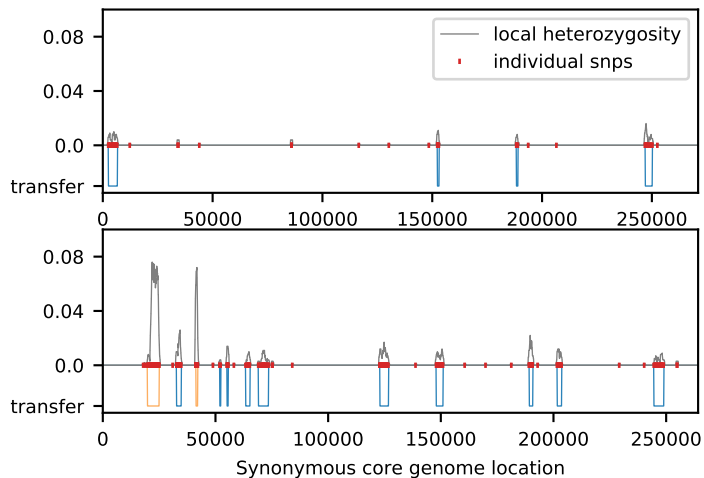 0.08
0.04
0.0
transfer
local heterozygosity
individual snps
0 50000 100000 150000 200000 250000
0.08
0.04
0.0
transfer
0 50000 100000 150000 200000 250000
Synonymous core genome location